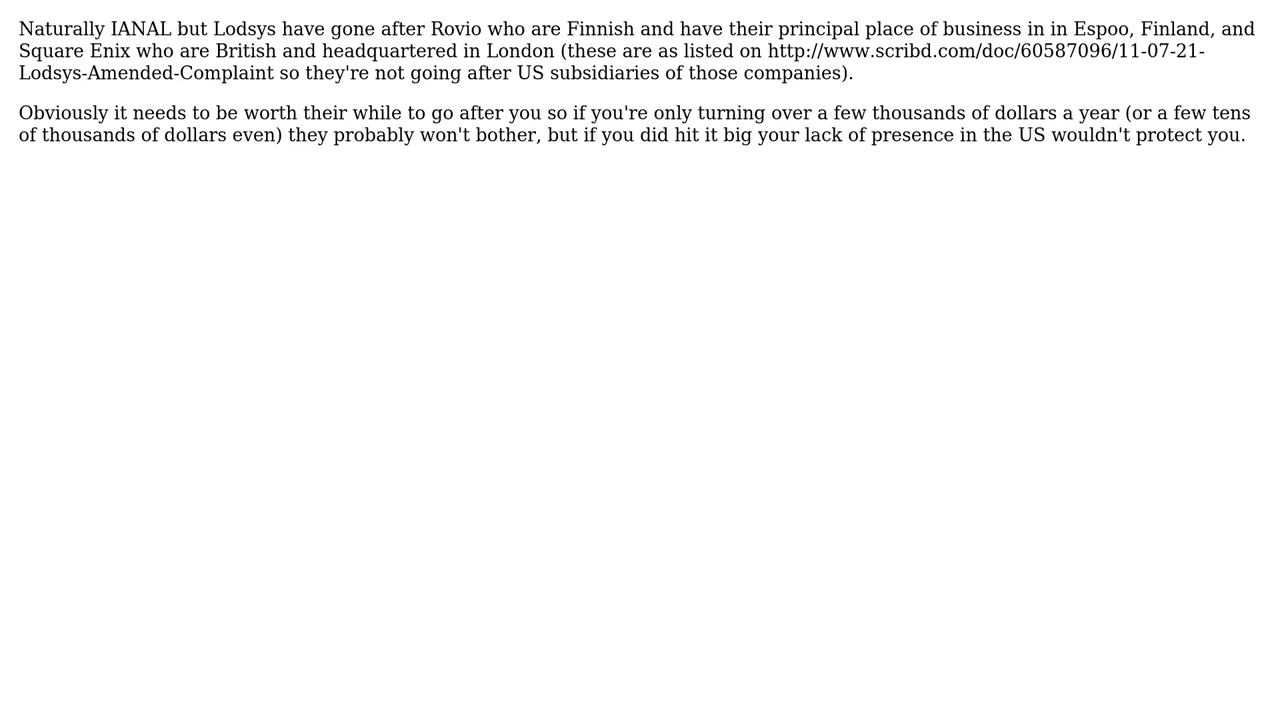 Naturally IANAL but Lodsys have gone after Rovio who are Finnish and have their principal place of business in in Espoo, Finland, and
Square Enix who are British and headquartered in London (these are as listed on http://www.scribd.com/doc/60587096/11-07-21-
Lodsys-Amended-Complaint so they're not going after US subsidiaries of those companies).
Obviously it needs to be worth their while to go after you so if you're only turning over a few thousands of dollars a year (or a few tens
of thousands of dollars even) they probably won't bother, but if you did hit it big your lack of presence in the US wouldn't protect you.